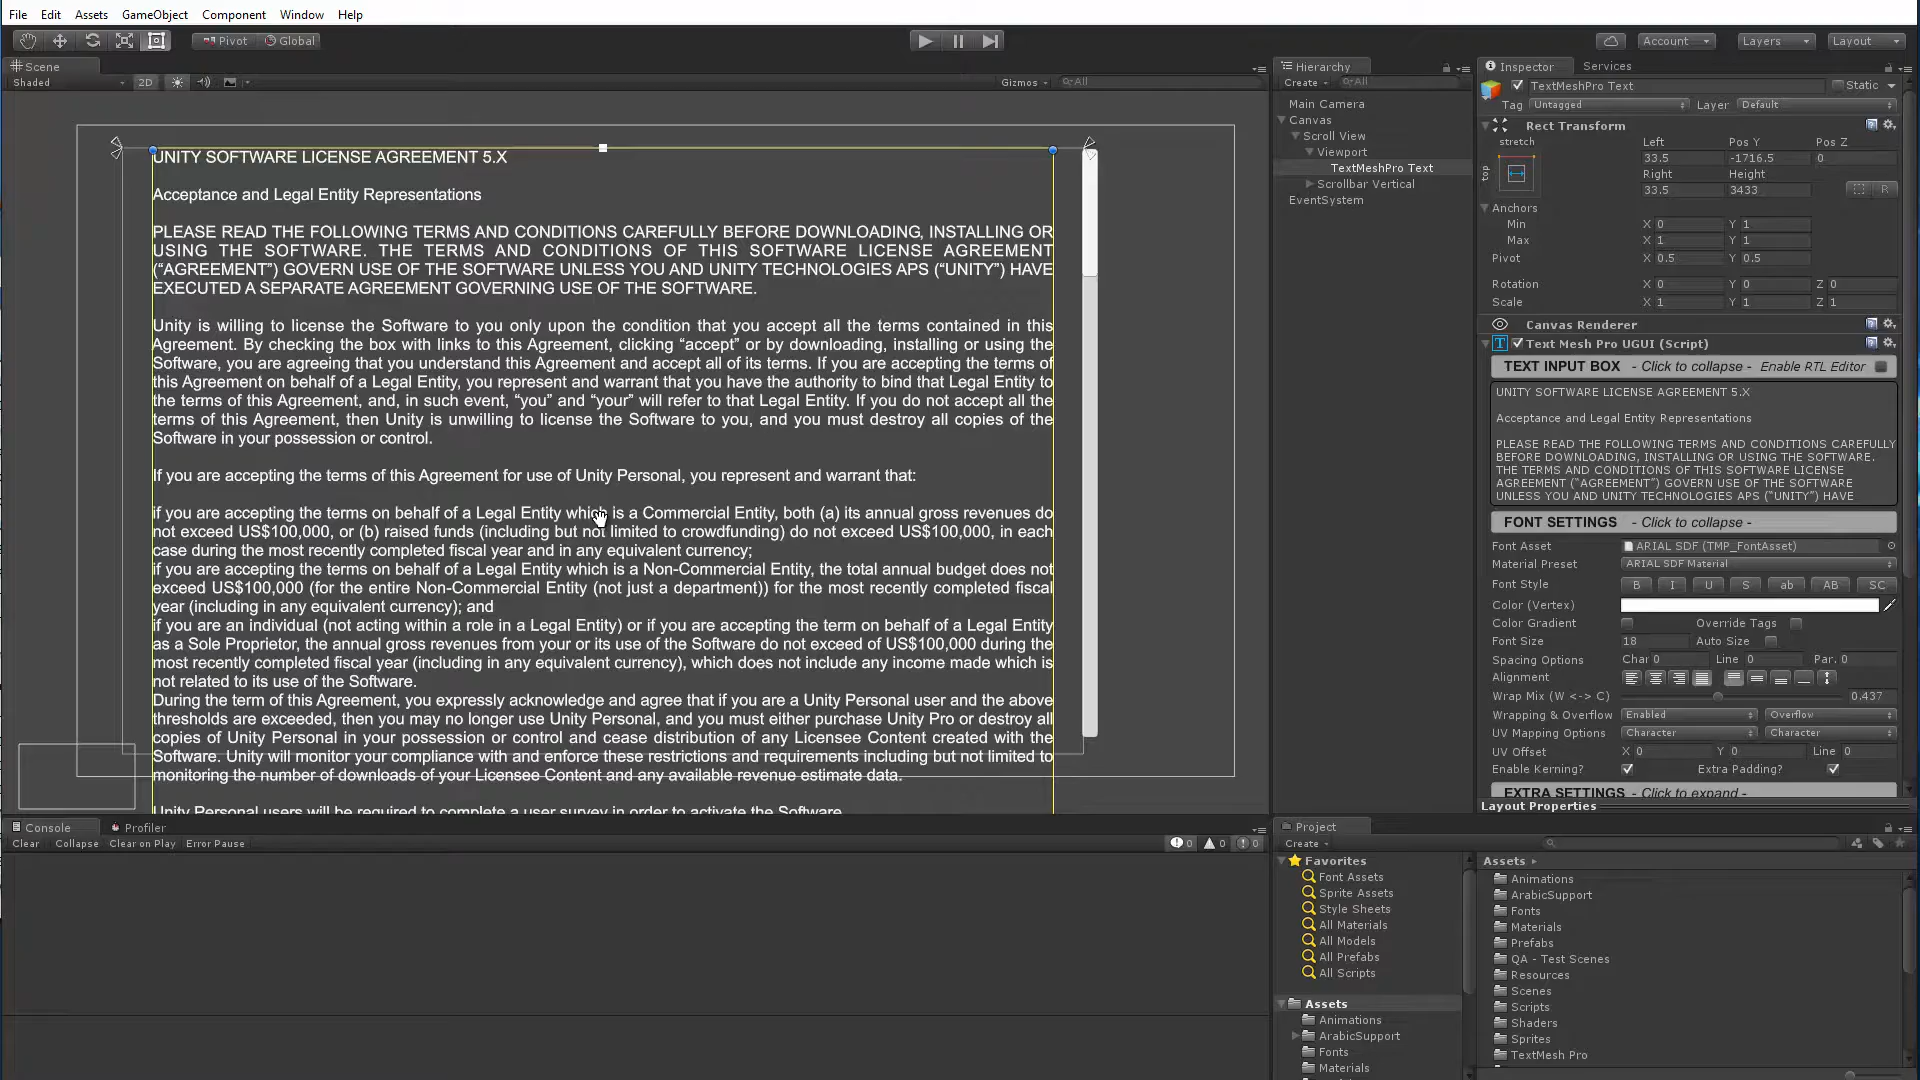 File Edit Assets GameObject Component Window Help
Pivot Global
Account Layers Layout
Scene
Shaded 2D Gizmos All
UNITY SOFTWARE LICENSE AGREEMENT 5.X
Acceptance and Legal Entity Representations
PLEASE READ THE FOLLOWING TERMS AND CONDITIONS CAREFULLY BEFORE DOWNLOADING, INSTALLING OR
USING THE SOFTWARE. THE TERMS AND CONDITIONS OF THIS SOFTWARE LICENSE AGREEMENT
(“AGREEMENT”) GOVERN USE OF THE SOFTWARE UNLESS YOU AND UNITY TECHNOLOGIES APS (“UNITY”) HAVE
EXECUTED A SEPARATE AGREEMENT GOVERNING USE OF THE SOFTWARE.
Unity is willing to license the Software to you only upon the condition that you accept all the terms contained in this
Agreement. By checking the box with links to this Agreement, clicking “accept” or by downloading, installing or using the
Software, you are agreeing that you understand this Agreement and accept all of its terms. If you are accepting the terms of
this Agreement on behalf of a Legal Entity, you represent and warrant that you have the authority to bind that Legal Entity to
the terms of this Agreement, and, in such event, “you” and “your” will refer to that Legal Entity. If you do not accept all the
terms of this Agreement, then Unity is unwilling to license the Software to you, and you must destroy all copies of the
Software in your possession or control.
If you are accepting the terms of this Agreement for use of Unity Personal, you represent and warrant that:
if you are accepting the terms on behalf of a Legal Entity which is a Commercial Entity, both (a) its annual gross revenues do
not exceed US$100,000, or (b) raised funds (including but not limited to crowdfunding) do not exceed US$100,000, in each
case during the most recently completed fiscal year and in any equivalent currency;
if you are accepting the terms on behalf of a Legal Entity which is a Non-Commercial Entity, the total annual budget does not
exceed US$100,000 (for the entire Non-Commercial Entity (not just a department)) for the most recently completed fiscal
year (including in any equivalent currency); and
if you are an individual (not acting within a role in a Legal Entity) or if you are accepting the term on behalf of a Legal Entity
as a Sole Proprietor, the annual gross revenues from your or its use of the Software do not exceed of US$100,000 during the
most recently completed fiscal year (including in any equivalent currency), which does not include any income made which is
not related to its use of the Software.
During the term of this Agreement, you expressly acknowledge and agree that if you are a Unity Personal user and the above
thresholds are exceeded, then you may no longer use Unity Personal, and you must either purchase Unity Pro or destroy all
copies of Unity Personal in your possession or control and cease distribution of any Licensee Content created with the
Software. Unity will monitor your compliance with and enforce these restrictions and requirements including but not limited to
monitoring the number of downloads of your Licensee Content and any available revenue estimate data.
Unity Personal users will be required to complete a user survey in order to activate the Software.
Hierarchy
Create All
Main Camera
Canvas
Scroll View
Viewport
TextMeshPro Text
Scrollbar Vertical
EventSystem
Inspector Services
TextMeshPro Text Static
Tag Untagged Layer Default
Rect Transform
stretch Left Pos Y Pos Z
top 33.5 -1716.5 0
Right Height
33.5 3433 R
Anchors
Min X 0 Y 1
Max X 1 Y 1
Pivot X 0.5 Y 0.5
Rotation X 0 Y 0 Z 0
Scale X 1 Y 1 Z 1
Canvas Renderer
T Text Mesh Pro UGUI (Script)
TEXT INPUT BOX - Click to collapse - Enable RTL Editor
UNITY SOFTWARE LICENSE AGREEMENT 5.X
Acceptance and Legal Entity Representations
PLEASE READ THE FOLLOWING TERMS AND CONDITIONS CAREFULLY
BEFORE DOWNLOADING, INSTALLING OR USING THE SOFTWARE.
THE TERMS AND CONDITIONS OF THIS SOFTWARE LICENSE
AGREEMENT (“AGREEMENT”) GOVERN USE OF THE SOFTWARE
UNLESS YOU AND UNITY TECHNOLOGIES APS (“UNITY”) HAVE
FONT SETTINGS - Click to collapse -
Font Asset ARIAL SDF (TMP_FontAsset)
Material Preset ARIAL SDF Material
Font Style B I U S ab AB SC
Color (Vertex)
Color Gradient Override Tags
Font Size 18 Auto Size
Spacing Options Char 0 Line 0 Par. 0
Alignment
Wrap Mix (W <-> C) 0.437
Wrapping & Overflow Enabled Overflow
UV Mapping Options Character Character
UV Offset X 0 Y 0 Line 0
Enable Kerning? Extra Padding?
EXTRA SETTINGS - Click to expand -
Layout Properties
Console Profiler
Clear Collapse Clear on Play Error Pause 0 0 0
Project
Create
Favorites
Font Assets
Sprite Assets
Style Sheets
All Materials
All Models
All Prefabs
All Scripts
Assets
Animations
ArabicSupport
Fonts
Materials
Assets
Animations
ArabicSupport
Fonts
Materials
Prefabs
QA - Test Scenes
Resources
Scenes
Scripts
Shaders
Sprites
TextMesh Pro